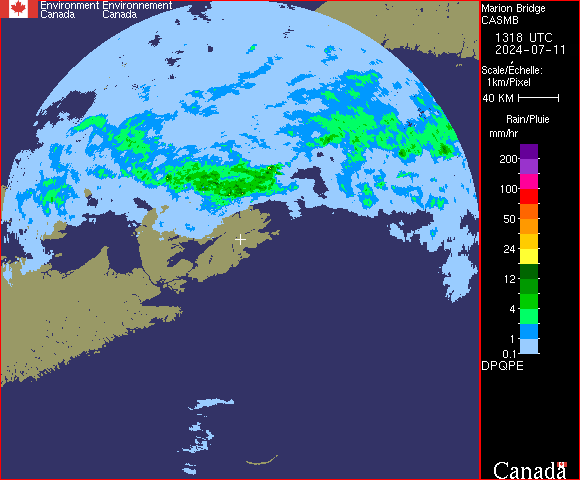 Environment Environnement
Canada Canada
Marion Bridge
CASMB
1318 UTC
2024-07-11
Scale/Échelle:
1km/Pixel
40 KM
Rain/Pluie
mm/hr
200
100
50
24
12
4
1
0.1
DPQPE
Canada